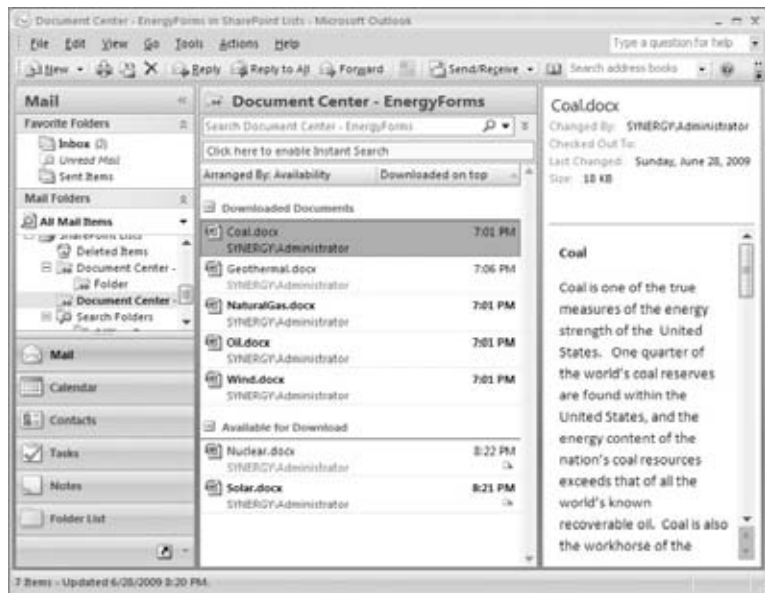 Document Center - EnergyForms in SharePoint Lists - Microsoft Outlook
File Edit View Go Tools Actions Help
Type a question for help
New Reply Reply to All Forward Send/Receive Search address books
Mail
Favorite Folders
Inbox (2)
Unread Mail
Sent Items
Mail Folders
All Mail Items
SharePoint Lists
Deleted Items
Document Center -
Folder
Document Center -
Search Folders
Mail
Calendar
Contacts
Tasks
Notes
Folder List
Document Center - EnergyForms
Search Document Center - EnergyForms
Click here to enable Instant Search
Arranged By: Availability Downloaded on top
Downloaded Documents
Coal.docx 7:01 PM
SYNERGY\Administrator
Geothermal.docx 7:06 PM
SYNERGY\Administrator
NaturalGas.docx 7:01 PM
SYNERGY\Administrator
Oil.docx 7:01 PM
SYNERGY\Administrator
Wind.docx 7:01 PM
SYNERGY\Administrator
Available for Download
Nuclear.docx 8:22 PM
SYNERGY\Administrator
Solar.docx 8:21 PM
SYNERGY\Administrator
Coal.docx
Changed By: SYNERGY\Administrator
Checked Out To:
Last Changed: Sunday, June 28, 2009
Size: 18 KB
Coal
Coal is one of the true
measures of the energy
strength of the United
States. One quarter of
the world's coal reserves
are found within the
United States, and the
energy content of the
nation's coal resources
exceeds that of all the
world's known
recoverable oil. Coal is also
the workhorse of the
7 Items - Updated 6/28/2009 8:20 PM.